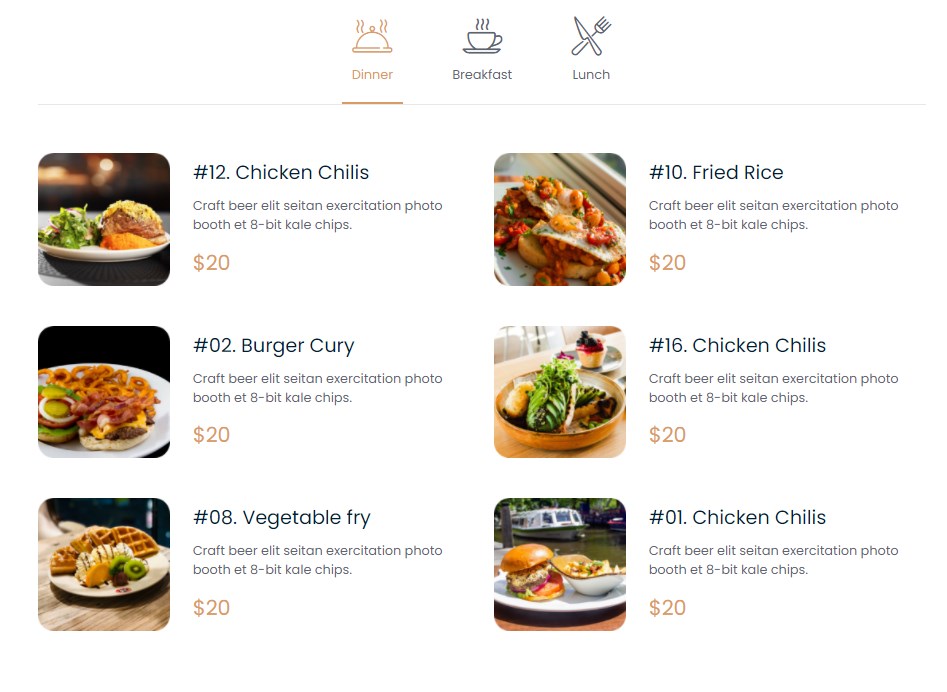 Dinner
Breakfast
Lunch
#12. Chicken Chilis
Craft beer elit seitan exercitation photo
booth et 8-bit kale chips.
$20
#10. Fried Rice
Craft beer elit seitan exercitation photo
booth et 8-bit kale chips.
$20
#02. Burger Cury
Craft beer elit seitan exercitation photo
booth et 8-bit kale chips.
$20
#16. Chicken Chilis
Craft beer elit seitan exercitation photo
booth et 8-bit kale chips.
$20
#08. Vegetable fry
Craft beer elit seitan exercitation photo
booth et 8-bit kale chips.
$20
#01. Chicken Chilis
Craft beer elit seitan exercitation photo
booth et 8-bit kale chips.
$20